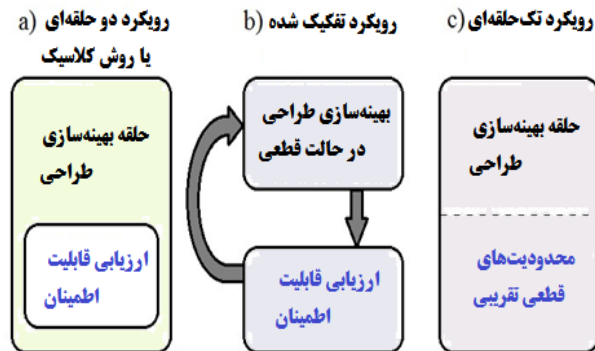 a) رویکرد دو حلقه‌ای
یا روش کلاسیک
حلقه بهینه‌سازی
طراحی
ارزیابی قابلیت
اطمینان
b) رویکرد تفکیک شده
بهینه‌سازی طراحی
در حالت قطعی
ارزیابی قابلیت
اطمینان
c) رویکرد تک‌حلقه‌ای
حلقه بهینه‌سازی
طراحی
محدودیت‌های
قطعی تقریبی